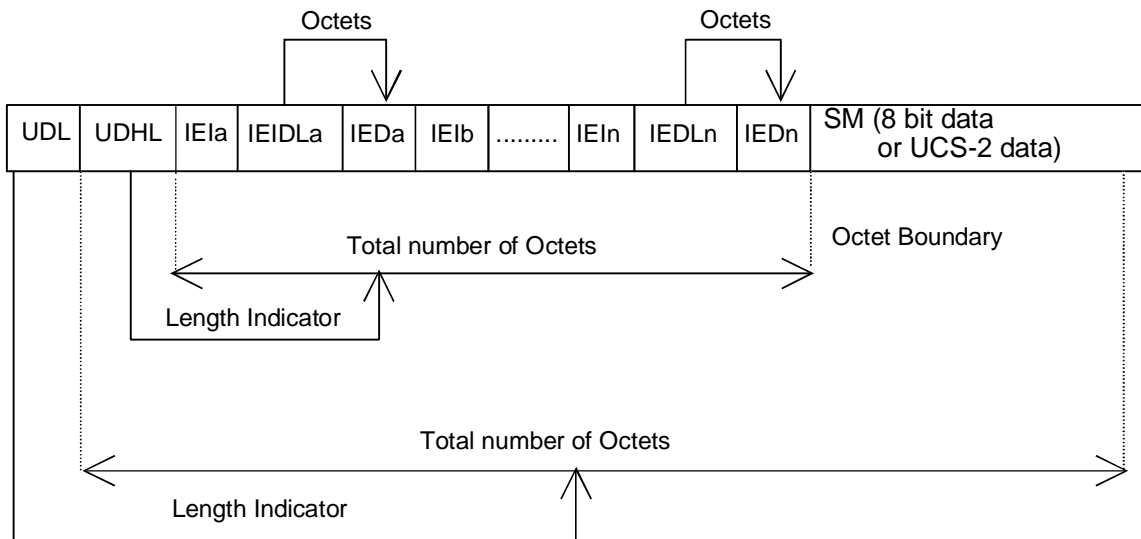 Octets
Octets
UDL UDHL IEIa IEIDLa IEDa IEIb ......... IEIn IEDLn IEDn SM (8 bit data
or UCS-2 data)
Total number of Octets
Octet Boundary
Length Indicator
Total number of Octets
Length Indicator